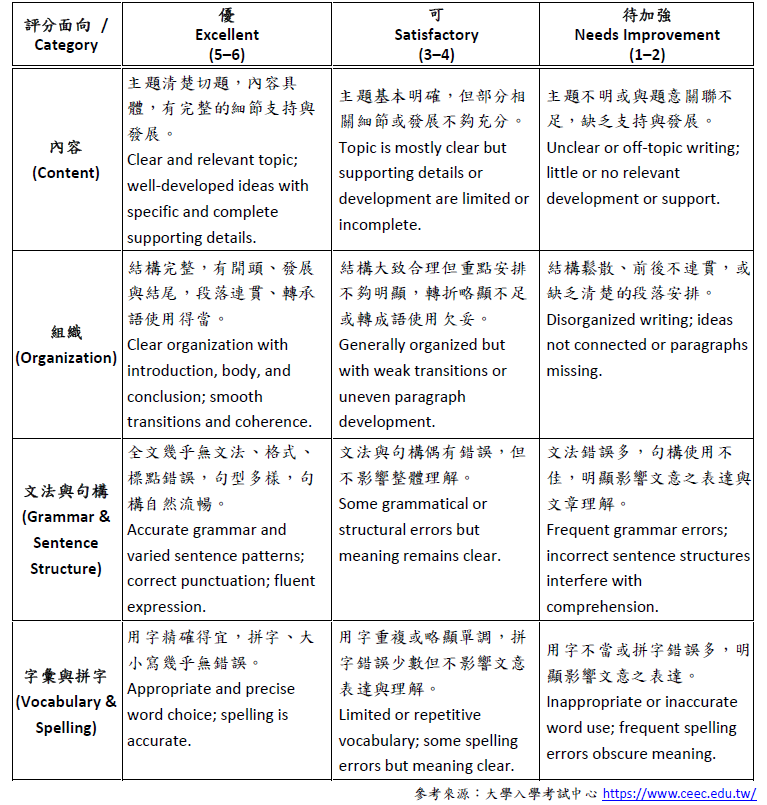 評分面向 /
Category
優
Excellent
(5–6)
可
Satisfactory
(3–4)
待加強
Needs Improvement
(1–2)
內容
(Content)
主題清楚切題，內容具
體，有完整的細節支持與
發展。
Clear and relevant topic;
well-developed ideas with
specific and complete
supporting details.
主題基本明確，但部分相
關細節或發展不夠充分。
Topic is mostly clear but
supporting details or
development are limited or
incomplete.
主題不明或與題意關聯不
足，缺乏支持與發展。
Unclear or off-topic writing;
little or no relevant
development or support.
組織
(Organization)
結構完整，有開頭、發展
與結尾，段落連貫、轉承
語使用得當。
Clear organization with
introduction, body, and
conclusion; smooth
transitions and coherence.
結構大致合理但重點安排
不夠明顯，轉折略顯不足
或轉成語使用欠妥。
Generally organized but
with weak transitions or
uneven paragraph
development.
結構鬆散、前後不連貫，或
缺乏清楚的段落安排。
Disorganized writing; ideas
not connected or paragraphs
missing.
文法與句構
(Grammar &
Sentence
Structure)
全文幾乎無文法、格式、
標點錯誤，句型多樣，句
構自然流暢。
Accurate grammar and
varied sentence patterns;
correct punctuation; fluent
expression.
文法與句構偶有錯誤，但
不影響整體理解。
Some grammatical or
structural errors but
meaning remains clear.
文法錯誤多，句構使用不
佳，明顯影響文意之表達與
文章理解。
Frequent grammar errors;
incorrect sentence structures
interfere with
comprehension.
字彙與拼字
(Vocabulary &
Spelling)
用字精確得宜，拼字、大
小寫幾乎無錯誤。
Appropriate and precise
word choice; spelling is
accurate.
用字重複或略顯單調，拼
字錯誤少數但不影響文意
表達與理解。
Limited or repetitive
vocabulary; some spelling
errors but meaning clear.
用字不當或拼字錯誤多，明
顯影響文意之表達。
Inappropriate or inaccurate
word use; frequent spelling
errors obscure meaning.
參考來源：大學入學考試中心 https://www.ceec.edu.tw/